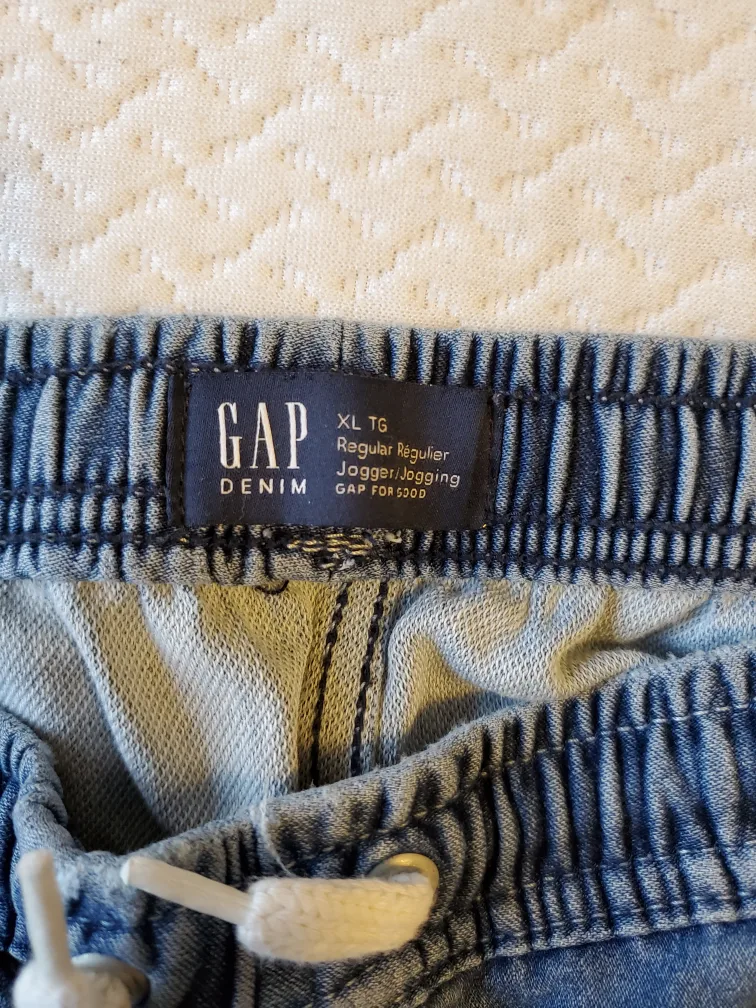 GAP
DENIM
XL TG
Regular Régulier
Jogger/Jogging
GAP FOR GOOD